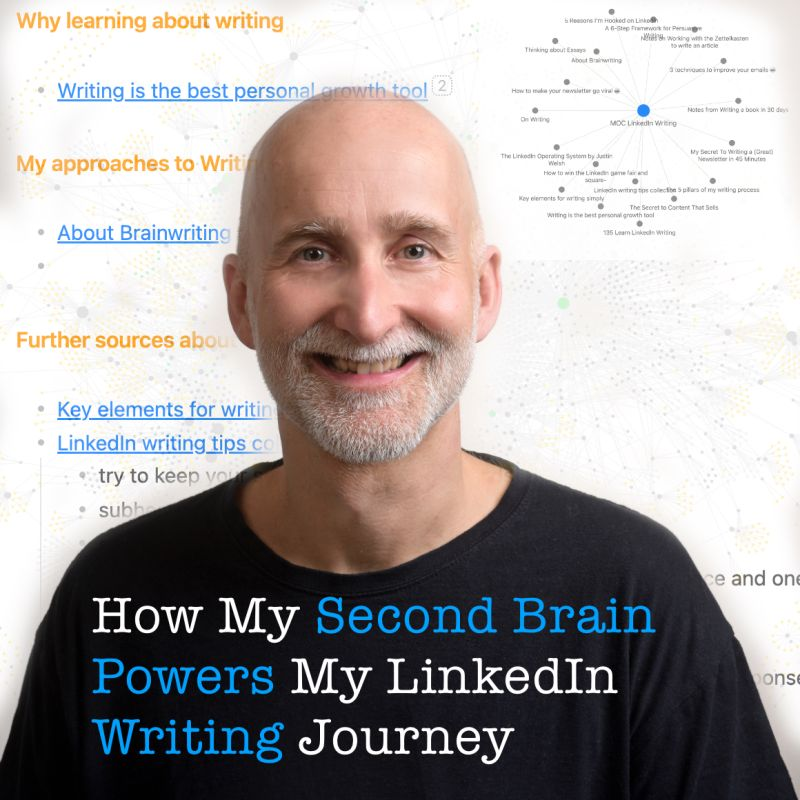 Why learning about writing
Writing is the best personal growth tool 2
My approaches to Writin
About Brainwriting
Further sources about
Key elements for writin
LinkedIn writing tips co
try to keep your
subh
ce and one
onse
5 Reasons I'm Hooked on LinkedIn
A 6-Step Framework for Persuasive
Writing
Notes on Working with the Zettelkasten
to write an article
Thinking about Essays
About Brainwriting
3 techniques to improve your emails
How to make your newsletter go viral
Notes from Writing a book in 30 days
On Writing
MOC LinkedIn Writing
My Secret To Writing a (Great)
Newsletter in 45 Minutes
The LinkedIn Operating System by Justin
Welsh
How to win the LinkedIn game fair and
square-
LinkedIn writing tips collection
The 5 pillars of my writing process
Key elements for writing simply
The Secret to Content That Sells
Writing is the best personal growth tool
135 Learn LinkedIn Writing
How My Second Brain
Powers My LinkedIn
Writing Journey